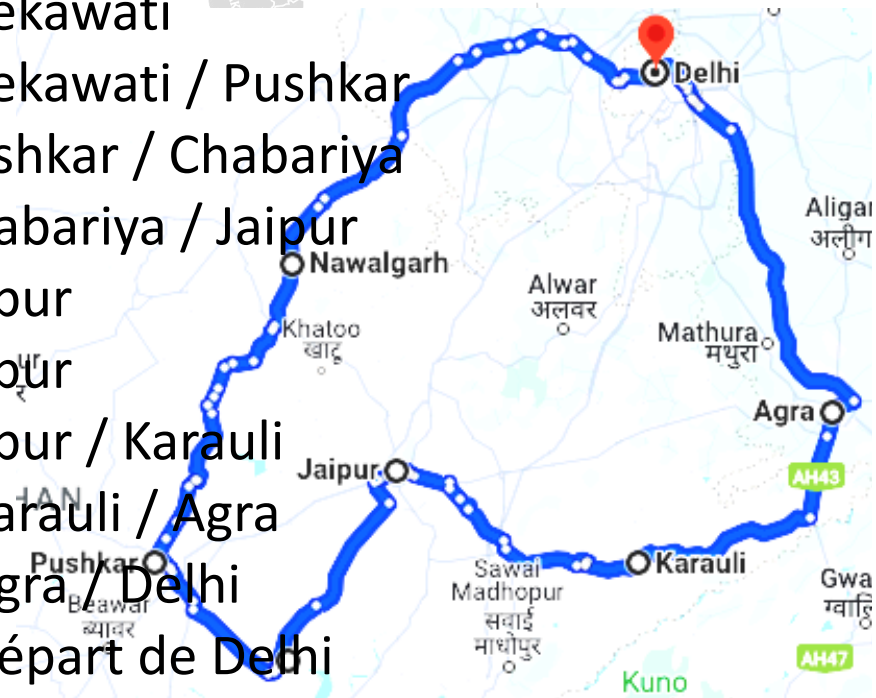 ekawati
ekawati / Pushkar
shkar / Chabariya
abariya / Jaipur
pur
pur
pur / Karauli
arauli / Agra
gra / Delhi
épart de Delhi
Delhi
Aligar
अलीग
Nawalgarh
Alwar
अलवर
Khatoo
खाटू
Mathura
मथुरा
Agra
AH43
Jaipur
HAN
Pushkar
Karauli
Beawar
ब्यावर
Sawai
Madhopur
सवाई
माधोपुर
Gwa
ग्वालि
AH47
Kuno